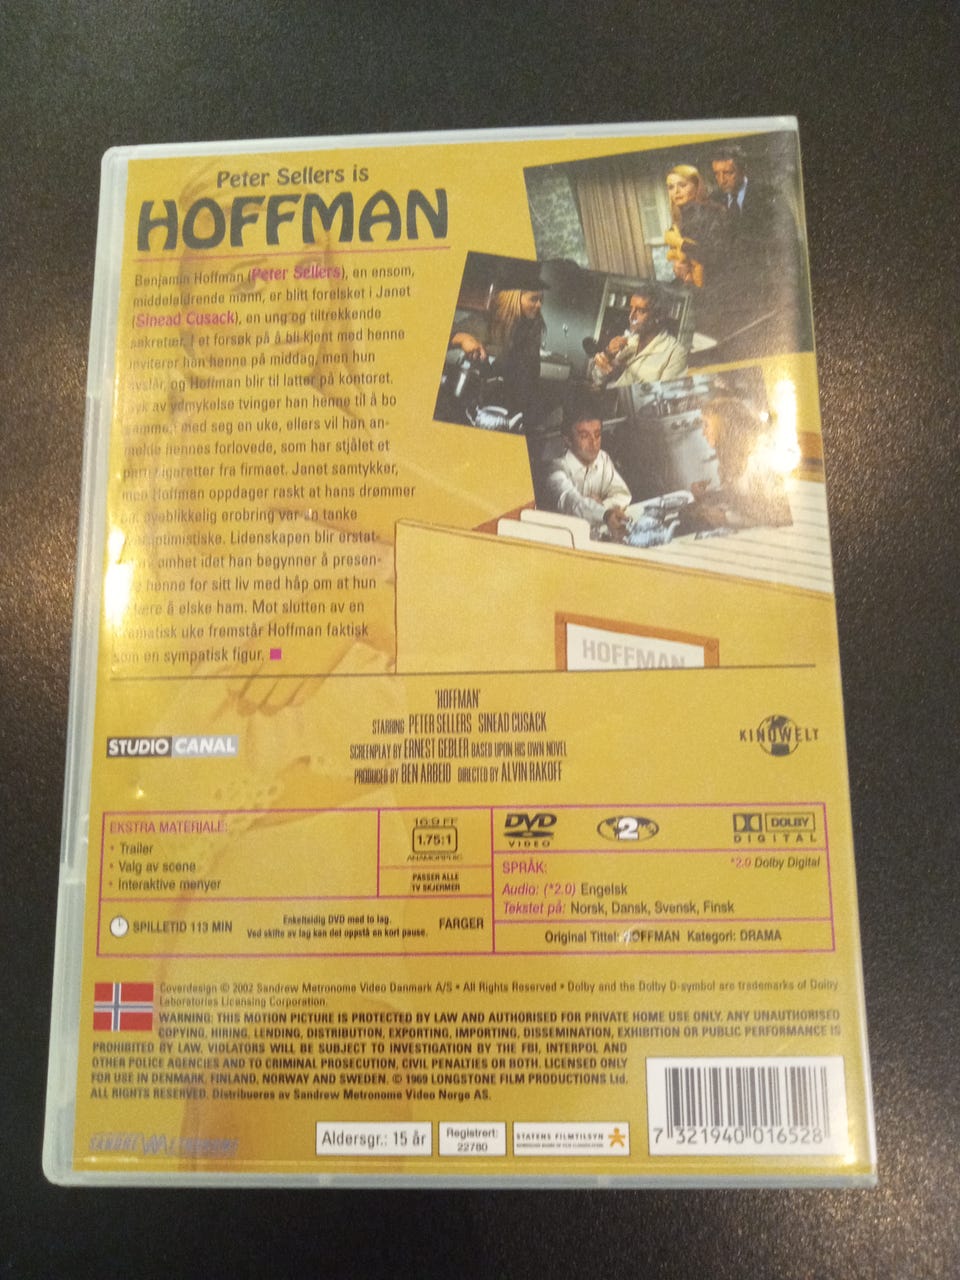 Peter Sellers is
HOFFMAN
Benjamin Hoffman (Peter Sellers), en ensom,
middelaldrende mann, er blitt forelsket i Janet
(Sinead Cusack), en ung og tiltrekkende
sekretær. I et forsøk på å bli kjent med henne
inviterer han henne på middag, men hun
avslår, og Hoffman blir til latter på kontoret.
av ydmykelse tvinger han henne til å bo
sammen med seg en uke, ellers vil han an-
melde hennes forlovede, som har stjålet et
parti sigaretter fra firmaet. Janet samtykker,
men Hoffman oppdager raskt at hans drømmer
om øyeblikkelig erobring var en tanke
optimistiske. Lidenskapen blir erstat-
idet han begynner å presen-
henne for sitt liv med håp om at hun
lære å elske ham. Mot slutten av en
dramatisk uke fremstår Hoffman faktisk
som en sympatisk figur.
HOFFMAN
'HOFFMAN'
STARRING PETER SELLERS SINEAD CUSACK
SCREENPLAY BY ERNEST GEBLER BASED UPON HIS OWN NOVEL
PRODUCED BY BEN ARBEID DIRECTED BY ALVIN RAKOFF
STUDIO CANAL
KINOWELT
EKSTRA MATERIALE:
• Trailer
• Valg av scene
• Interaktive menyer
16:9 FF
1.75:1
ANAMORPHIC
PASSER ALLE
TV SKJERMER
DVD
VIDEO
2
DOLBY
DIGITAL
SPRÅK:
*2.0 Dolby Digital
Audio: (*2.0) Engelsk
Tekstet på: Norsk, Dansk, Svensk, Finsk
SPILLETID 113 MIN
Enkeltsidig DVD med to lag.
Ved skifte av lag kan det oppstå en kort pause.
FARGER
Original Tittel: HOFFMAN Kategori: DRAMA
Coverdesign © 2002 Sandrew Metronome Video Danmark A/S • All Rights Reserved • Dolby and the Dolby D-symbol are trademarks of Dolby
Laboratories Licensing Corporation.
WARNING: THIS MOTION PICTURE IS PROTECTED BY LAW AND AUTHORISED FOR PRIVATE HOME USE ONLY. ANY UNAUTHORISED
COPYING, HIRING, LENDING, DISTRIBUTION, EXPORTING, IMPORTING, DISSEMINATION, EXHIBITION OR PUBLIC PERFORMANCE IS
PROHIBITED BY LAW. VIOLATORS WILL BE SUBJECT TO INVESTIGATION BY THE FBI, INTERPOL AND
OTHER POLICE AGENCIES AND TO CRIMINAL PROSECUTION, CIVIL PENALTIES OR BOTH. LICENSED ONLY
FOR USE IN DENMARK, FINLAND, NORWAY AND SWEDEN. © 1969 LONGSTONE FILM PRODUCTIONS Ltd.
ALL RIGHTS RESERVED. Distribueres av Sandrew Metronome Video Norge AS.
SANDREW METRONOME
Aldersgr.: 15 år
Registrert:
22780
STATENS FILMTILSYN
7 321940 016528